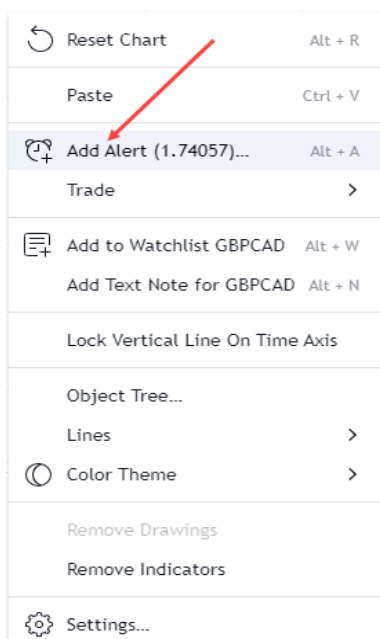 Reset Chart Alt + R
Paste Ctrl + V
Add Alert (1.74057)... Alt + A
Trade
Add to Watchlist GBPCAD Alt + W
Add Text Note for GBPCAD Alt + N
Lock Vertical Line On Time Axis
Object Tree...
Lines
Color Theme
Remove Drawings
Remove Indicators
Settings...